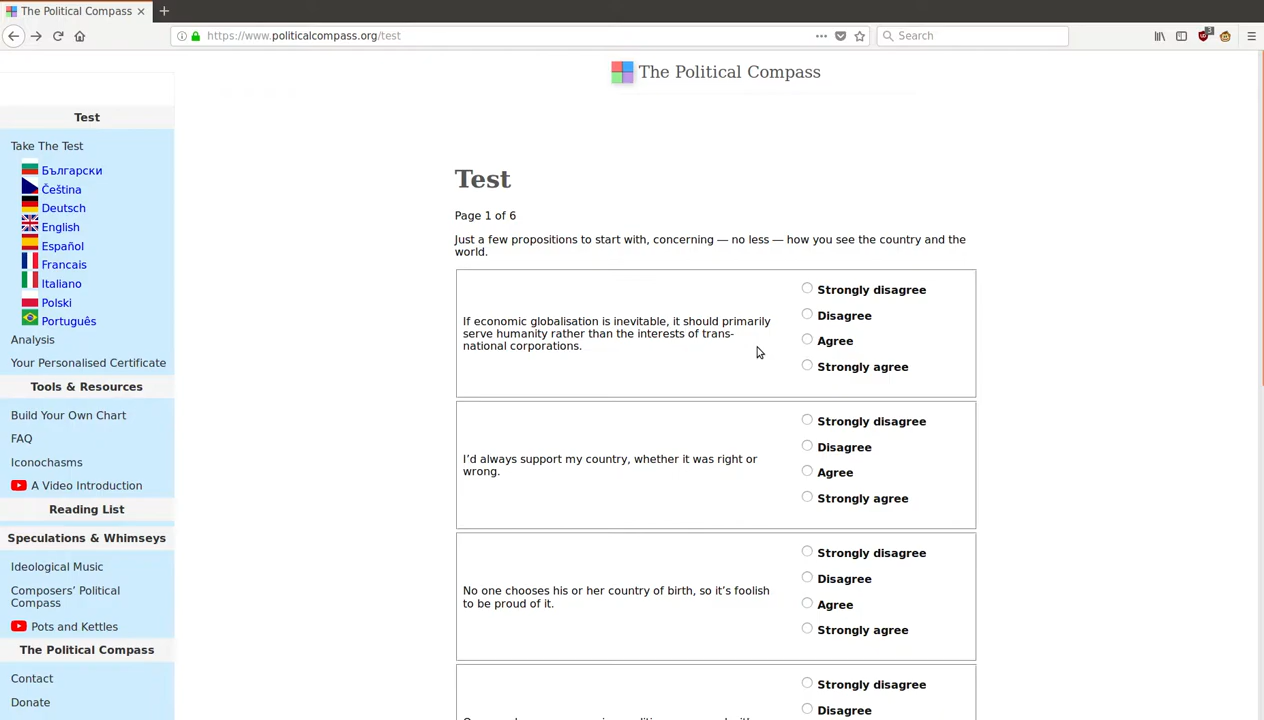 The Political Compass
https://www.politicalcompass.org/test
Search
3
The Political Compass
Test
Take The Test
Български
Čeština
Deutsch
English
Español
Francais
Italiano
Polski
Português
Analysis
Your Personalised Certificate
Tools & Resources
Build Your Own Chart
FAQ
Iconochasms
A Video Introduction
Reading List
Speculations & Whimseys
Ideological Music
Composers’ Political
Compass
Pots and Kettles
The Political Compass
Contact
Donate
Test
Page 1 of 6
Just a few propositions to start with, concerning — no less — how you see the country and the
world.
If economic globalisation is inevitable, it should primarily
serve humanity rather than the interests of trans-
national corporations.
Strongly disagree
Disagree
Agree
Strongly agree
I’d always support my country, whether it was right or
wrong.
Strongly disagree
Disagree
Agree
Strongly agree
No one chooses his or her country of birth, so it’s foolish
to be proud of it.
Strongly disagree
Disagree
Agree
Strongly agree
Strongly disagree
Disagree